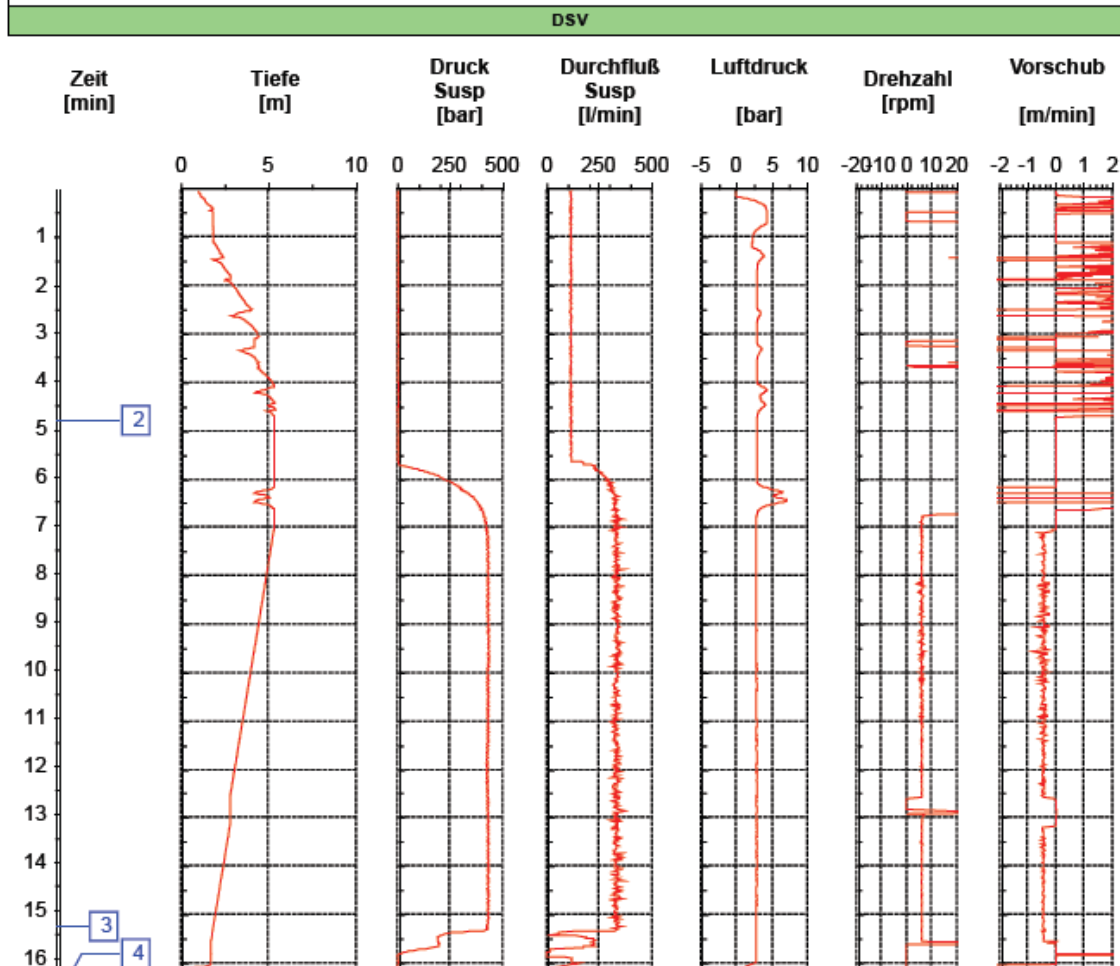 DSV
Zeit
[min]
Tiefe
[m]
Druck
Susp
[bar]
Durchfluß
Susp
[l/min]
Luftdruck
[bar]
Drehzahl
[rpm]
Vorschub
[m/min]
0 5 10
0 250 500
0 250 500
-5 0 5 10
-20 -10 0 10 20
-2 -1 0 1 2
1
2
3
4
2
5
6
7
8
9
10
11
12
13
14
15
3
4
16